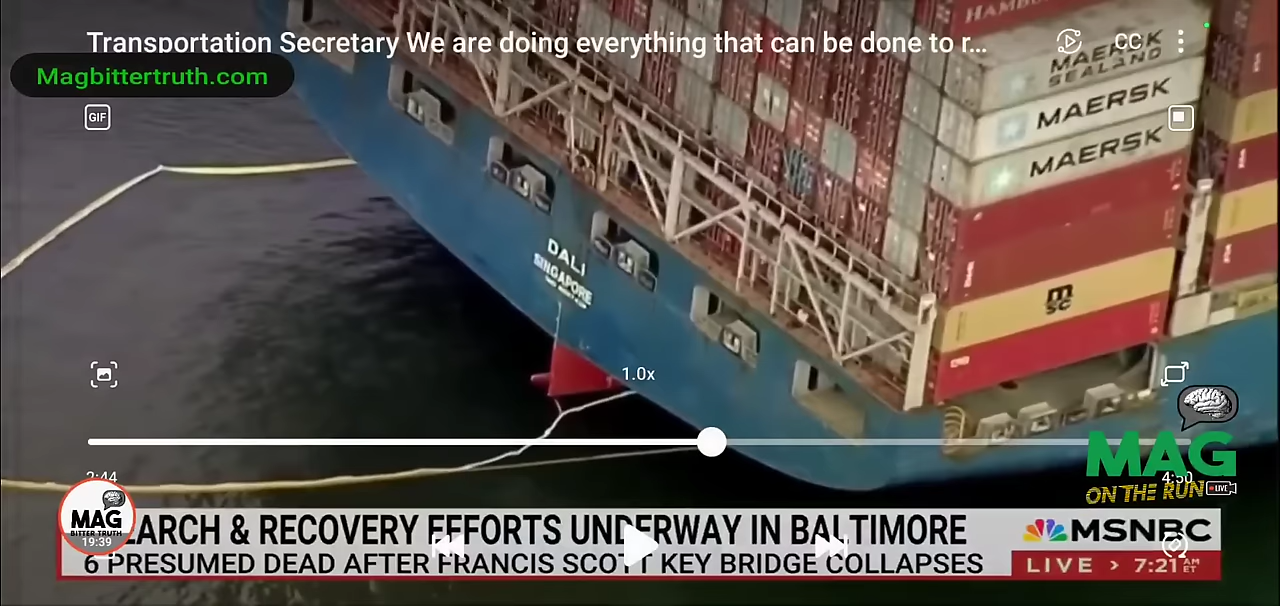 HAMBU
Transportation Secretary We are doing everything that can be done to r...
CC
MAERSK
SEALAND
Magbittertruth.com
MAERSK
GIF
MAERSK
DALI
SINGAPORE
m
sc
1.0x
MAG
ON THE RUN
LIVE
2:44
4:50
MAG
BITTER TRUTH
19:39
EARCH & RECOVERY EFFORTS UNDERWAY IN BALTIMORE
6 PRESUMED DEAD AFTER FRANCIS SCOTT KEY BRIDGE COLLAPSES
MSNBC
LIVE > 7:21 AM ET